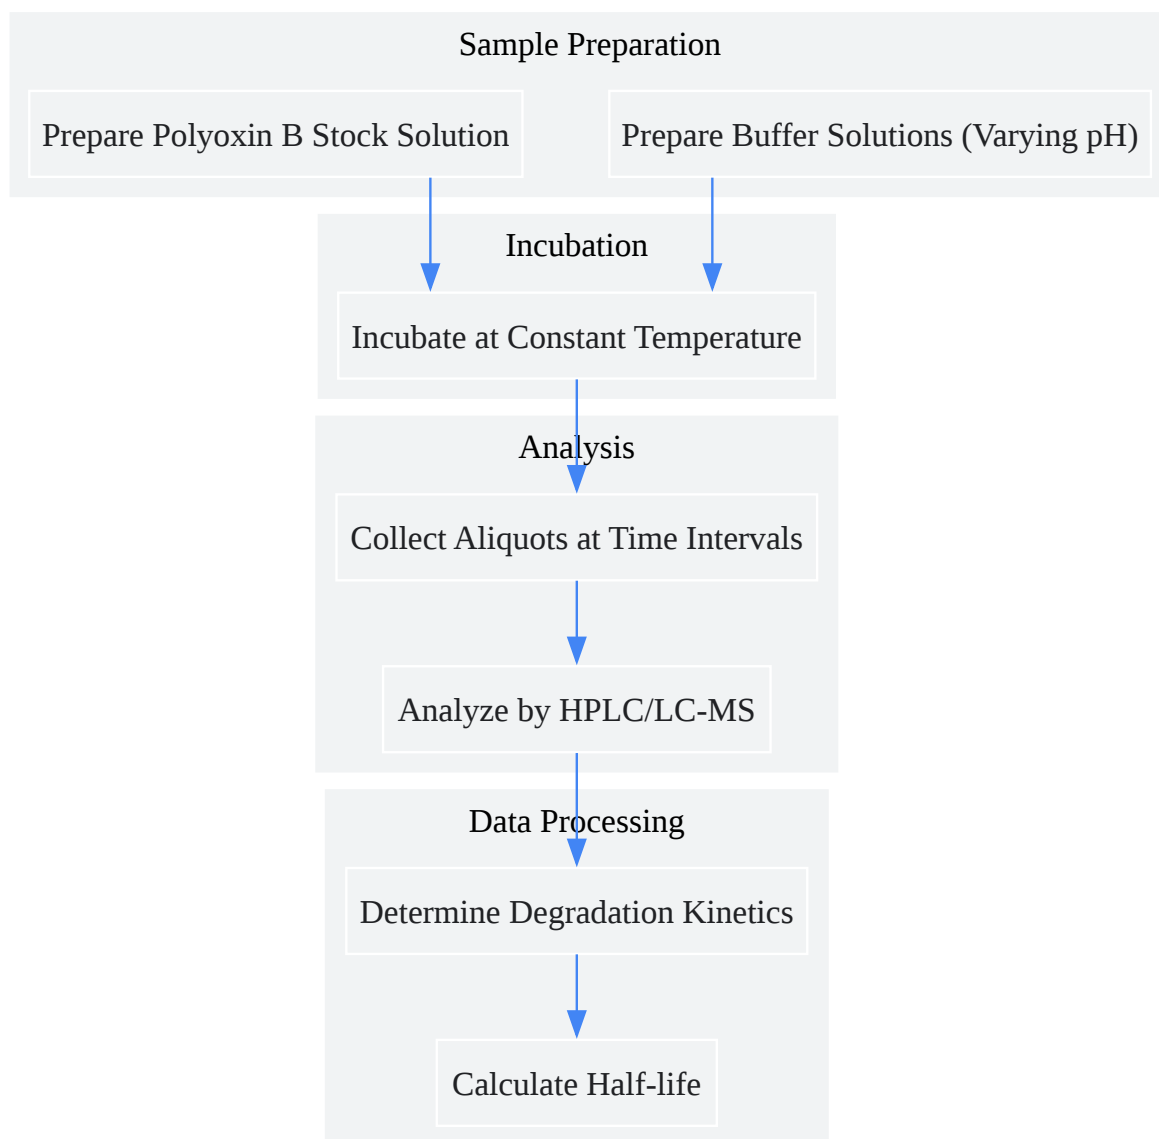 Sample Preparation
Prepare Polyoxin B Stock Solution
Prepare Buffer Solutions (Varying pH)
Incubation
Incubate at Constant Temperature
Analysis
Collect Aliquots at Time Intervals
Analyze by HPLC/LC-MS
Data Processing
Determine Degradation Kinetics
Calculate Half-life